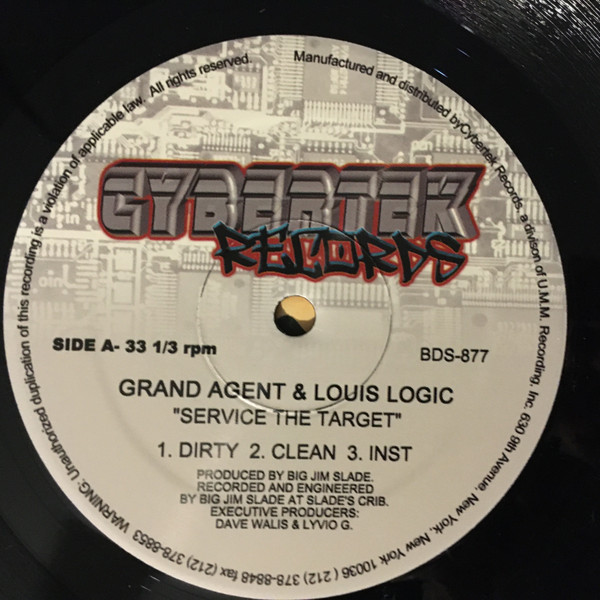 WARNING: Unauthorized duplication of this recording is a violation of applicable law. All rights reserved.
Manufactured and distributed byCybertek Records, a divison of U.M.M. Recording, Inc. 630 9th Avenue, New York, New York 10036 ( 212) 378-8848 fax (212) 378-8853
CYBERTEK
RECORDS
SIDE A- 33 1/3 rpm
BDS-877
GRAND AGENT & LOUIS LOGIC
"SERVICE THE TARGET"
1. DIRTY 2. CLEAN 3. INST
PRODUCED BY BIG JIM SLADE.
RECORDED AND ENGINEERED
BY BIG JIM SLADE AT SLADE'S CRIB.
EXECUTIVE PRODUCERS:
DAVE WALIS & LYVIO G.